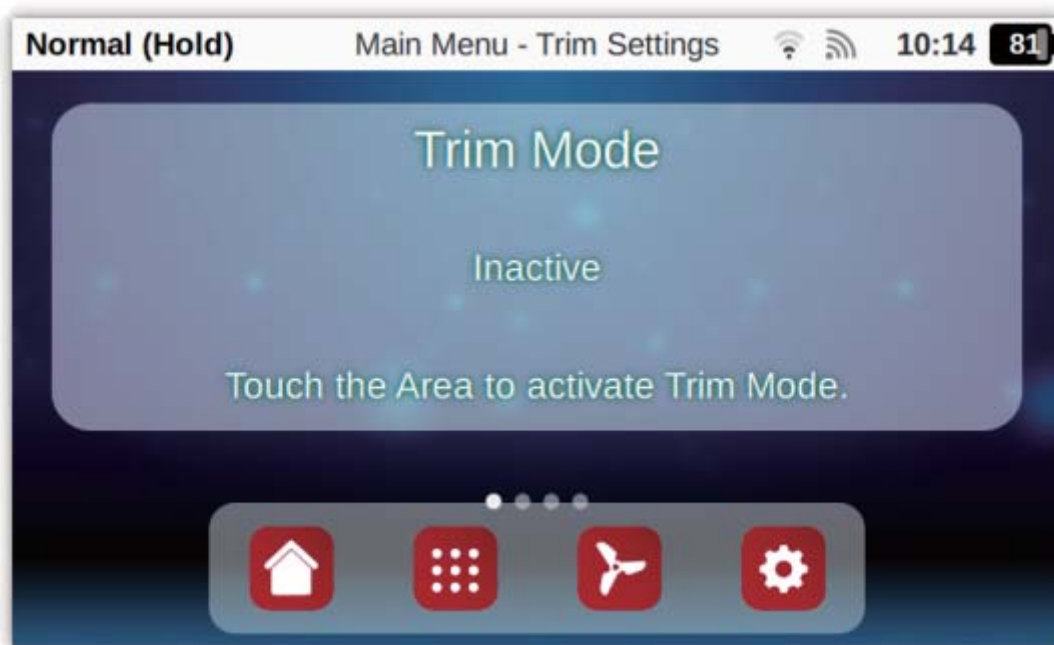 Normal (Hold) Main Menu - Trim Settings 10:14 81
Trim Mode
Inactive
Touch the Area to activate Trim Mode.